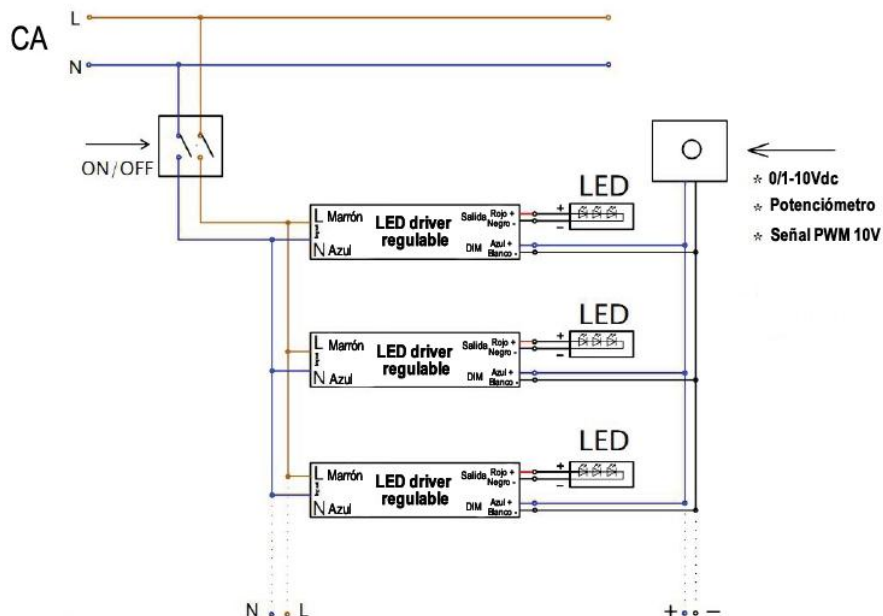 CA
L
N
ON/OFF
* 0/1-10Vdc
* Potenciómetro
* Señal PWM 10V
L Marrón
N Azul
LED driver
regulable
Salida Rojo +
Negro -
DIM Azul +
Blanco -
LED
+
−
L Marrón
N Azul
LED driver
regulable
Salida Rojo +
Negro -
DIM Azul +
Blanco -
LED
+
−
L Marrón
N Azul
LED driver
regulable
Salida Rojo +
Negro -
DIM Azul +
Blanco -
LED
+
−
N L
+ −